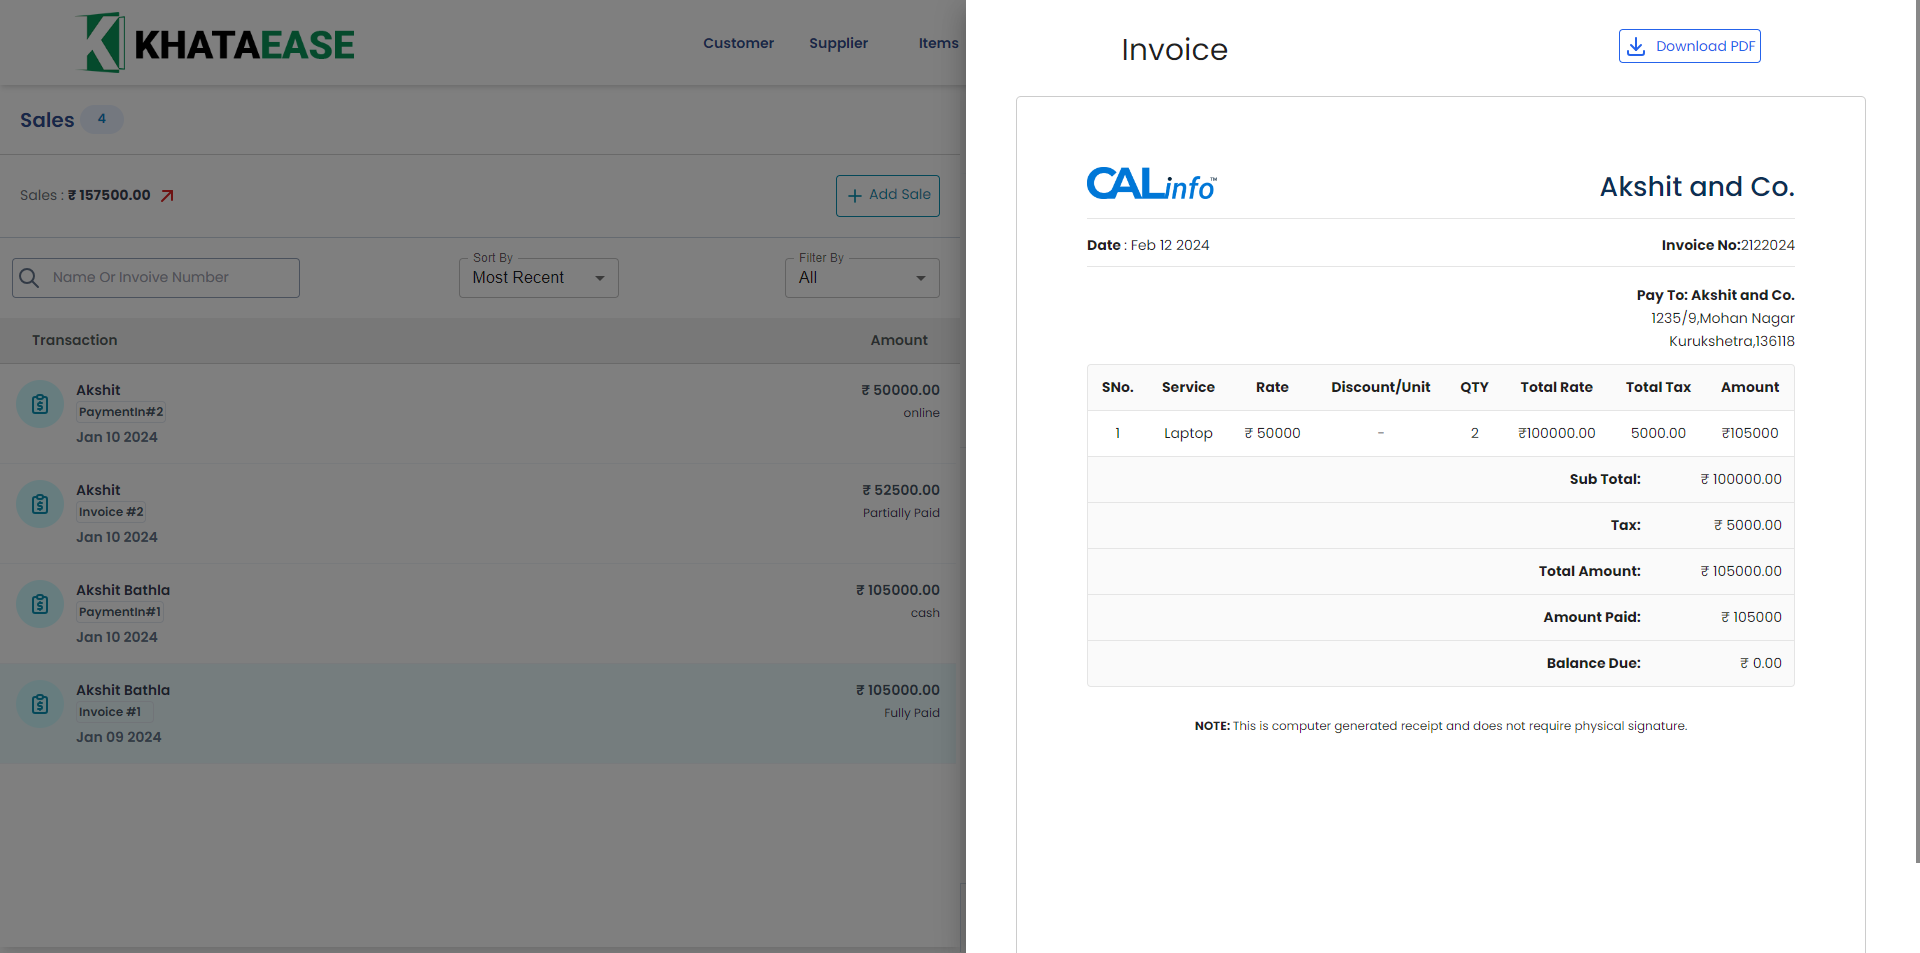 KHATAEASE
Customer Supplier Items
Sales 4
Sales : ₹ 157500.00
Add Sale
Name Or Invoive Number
Sort By
Most Recent
Filter By
All
Transaction Amount
Akshit ₹ 50000.00
PaymentIn#2 online
Jan 10 2024
Akshit ₹ 52500.00
Invoice #2 Partially Paid
Jan 10 2024
Akshit Bathla ₹ 105000.00
PaymentIn#1 cash
Jan 10 2024
Akshit Bathla ₹ 105000.00
Invoice #1 Fully Paid
Jan 09 2024
Invoice Download PDF
CALinfo™ Akshit and Co.
Date : Feb 12 2024 Invoice No:2122024
Pay To: Akshit and Co.
1235/9,Mohan Nagar
Kurukshetra,136118
SNo. Service Rate Discount/Unit QTY Total Rate Total Tax Amount
1 Laptop ₹ 50000 - 2 ₹100000.00 5000.00 ₹105000
Sub Total: ₹ 100000.00
Tax: ₹ 5000.00
Total Amount: ₹ 105000.00
Amount Paid: ₹ 105000
Balance Due: ₹ 0.00
NOTE: This is computer generated receipt and does not require physical signature.